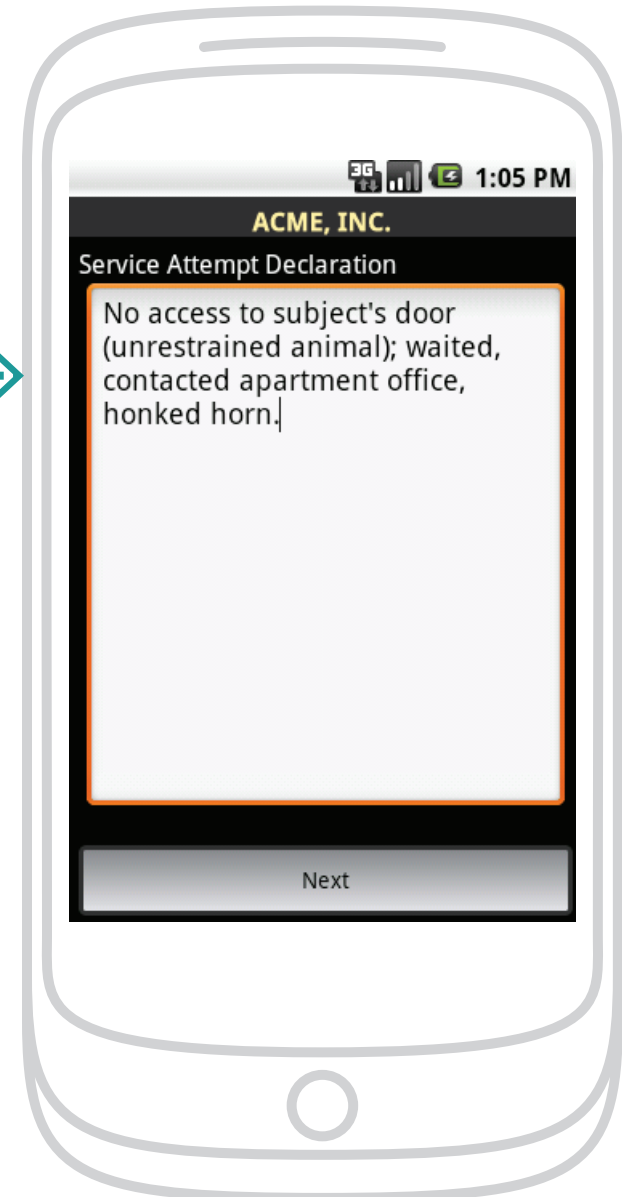 3G 1:05 PM
ACME, INC.
Service Attempt Declaration
No access to subject's door
(unrestrained animal); waited,
contacted apartment office,
honked horn.
Next